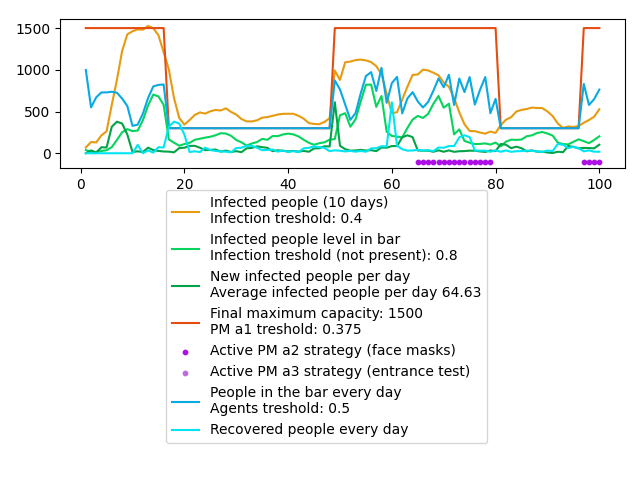 1500
1000
500
0
0 20 40 60 80 100
Infected people (10 days)
Infection treshold: 0.4
Infected people level in bar
Infection treshold (not present): 0.8
New infected people per day
Average infected people per day 64.63
Final maximum capacity: 1500
PM a1 treshold: 0.375
Active PM a2 strategy (face masks)
Active PM a3 strategy (entrance test)
People in the bar every day
Agents treshold: 0.5
Recovered people every day